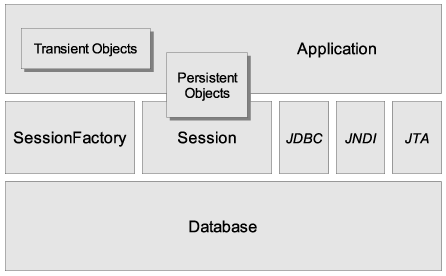 Transient Objects
Application
Persistent
Objects
SessionFactory
Session
JDBC
JNDI
JTA
Database